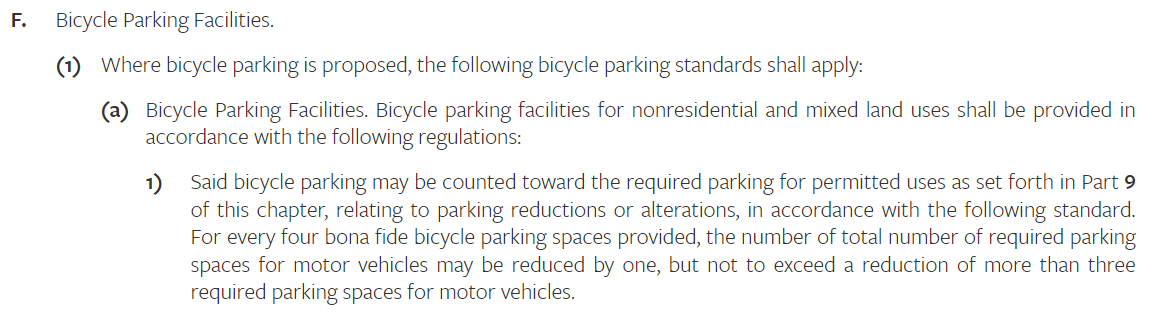 F. Bicycle Parking Facilities.
(1) Where bicycle parking is proposed, the following bicycle parking standards shall apply:
(a) Bicycle Parking Facilities. Bicycle parking facilities for nonresidential and mixed land uses shall be provided in
accordance with the following regulations:
1) Said bicycle parking may be counted toward the required parking for permitted uses as set forth in Part 9
of this chapter, relating to parking reductions or alterations, in accordance with the following standard.
For every four bona fide bicycle parking spaces provided, the number of total number of required parking
spaces for motor vehicles may be reduced by one, but not to exceed a reduction of more than three
required parking spaces for motor vehicles.